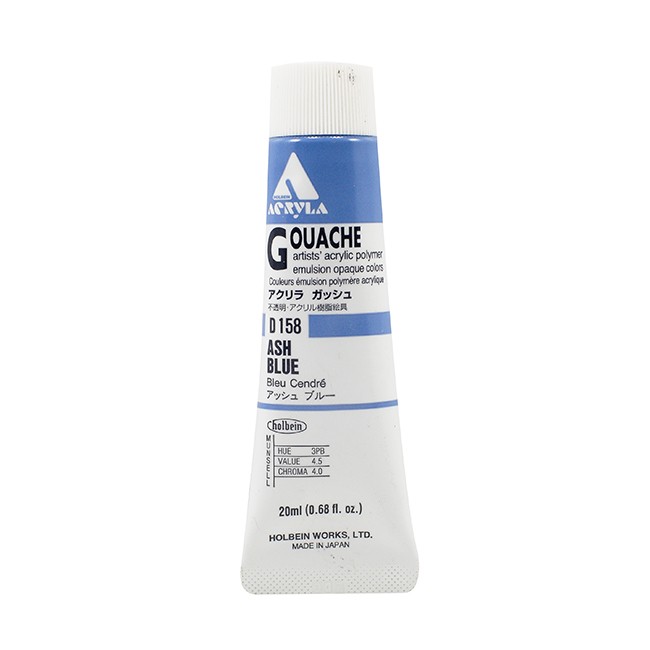 HOLBEIN
ACRYLA
GOUACHE
artists' acrylic polymer
emulsion opaque colors
Couleurs émulsion polymère acrylique
アクリラ ガッシュ
不透明・アクリル樹脂絵具
D 158
ASH
BLUE
Bleu Cendré
アッシュ ブルー
holbein
MUNSELL
HUE 3PB
VALUE 4.5
CHROMA 4.0
20ml (0.68 fl. oz.)
HOLBEIN WORKS, LTD.
MADE IN JAPAN